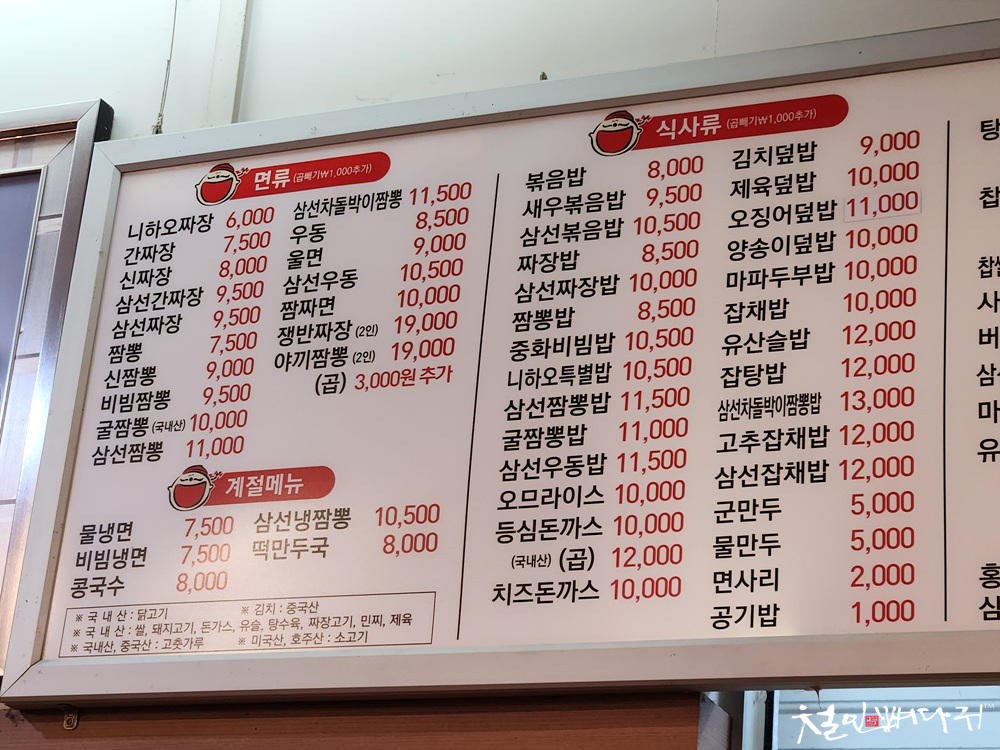 면류 (곱빼기₩1,000추가)
니하오짜장 6,000
간짜장 7,500
신짜장 8,000
삼선간짜장 9,500
삼선짜장 9,500
짬뽕 7,500
신짬뽕 9,000
비빔짬뽕 9,500
굴짬뽕 (국내산) 10,000
삼선짬뽕 11,000
삼선차돌박이짬뽕 11,500
우동 8,500
울면 9,000
삼선우동 10,500
짬짜면 10,000
쟁반짜장 (2인) 19,000
야끼짬뽕 (2인) 19,000
(곱) 3,000원 추가
계절메뉴
물냉면 7,500
비빔냉면 7,500
콩국수 8,000
삼선냉짬뽕 10,500
떡만두국 8,000
※ 국 내 산 : 닭고기 ※ 김치 : 중국산
※ 국 내 산 : 쌀, 돼지고기, 돈가스, 유슬, 탕수육, 짜장고기, 민찌, 제육
※ 국내산, 중국산 : 고춧가루 ※ 미국산, 호주산 : 소고기
식사류 (곱빼기₩1,000추가)
볶음밥 8,000
새우볶음밥 9,500
삼선볶음밥 10,500
짜장밥 8,500
삼선짜장밥 10,000
짬뽕밥 8,500
중화비빔밥 10,500
니하오특별밥 10,500
삼선짬뽕밥 11,500
굴짬뽕밥 11,000
삼선우동밥 11,500
오므라이스 10,000
등심돈까스 10,000
(국내산) (곱) 12,000
치즈돈까스 10,000
김치덮밥 9,000
제육덮밥 10,000
오징어덮밥 11,000
양송이덮밥 10,000
마파두부밥 10,000
잡채밥 10,000
유산슬밥 12,000
잡탕밥 12,000
삼선차돌박이짬뽕밥 13,000
고추잡채밥 12,000
삼선잡채밥 12,000
군만두 5,000
물만두 5,000
면사리 2,000
공기밥 1,000
탕
찹
찹쌀
사
버
삼
마
유
홍
삼
철인뼈다귀™